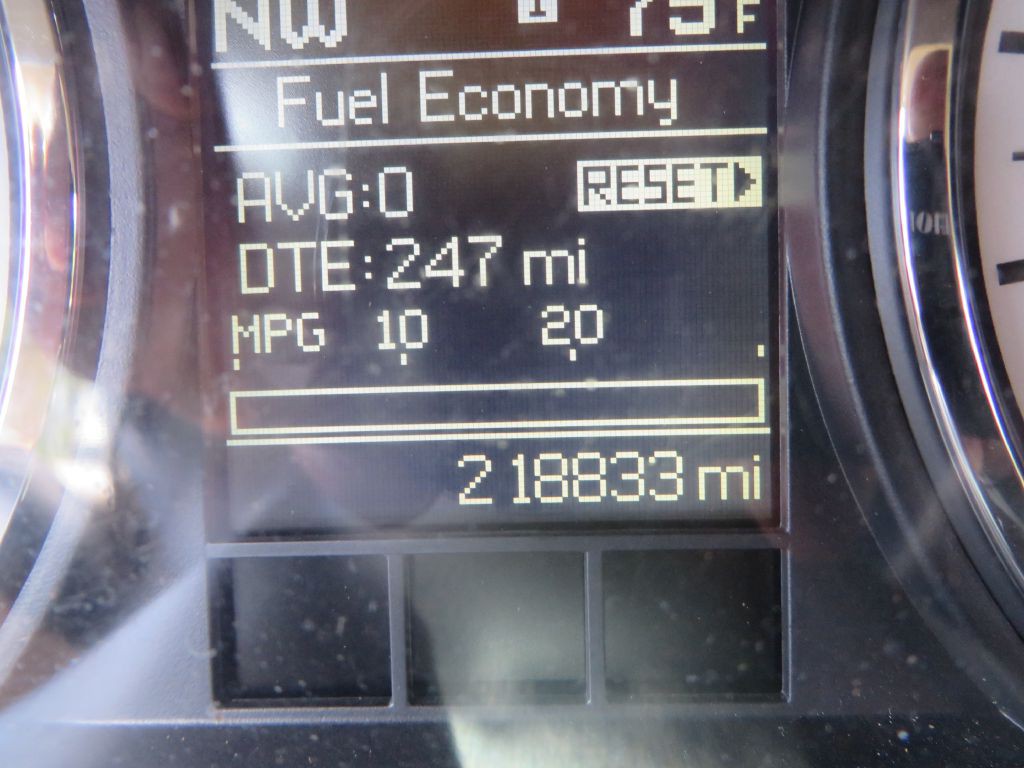 NW 75F
Fuel Economy
AVG:0 RESET
DTE:247 mi
MPG 10 20
218833 mi